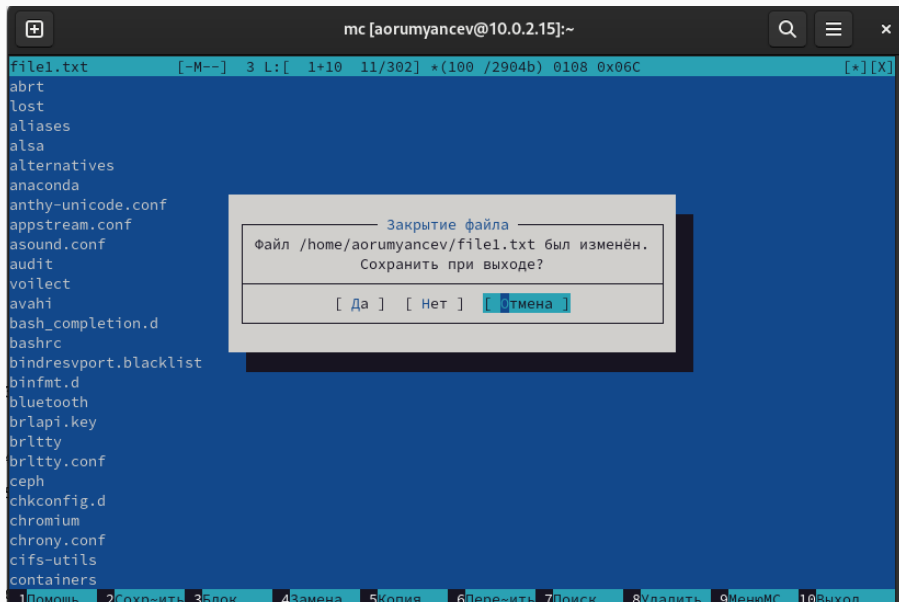 mc [aorumyancev@10.0.2.15]:~
file1.txt [-M--] 3 L:[ 1+10 11/302] *(100 /2904b) 0108 0x06C [*][X]
abrt
lost
aliases
alsa
alternatives
anaconda
anthy-unicode.conf
appstream.conf
asound.conf
audit
voilect
avahi
bash_completion.d
bashrc
bindresvport.blacklist
binfmt.d
bluetooth
brlapi.key
brltty
brltty.conf
ceph
chkconfig.d
chromium
chrony.conf
cifs-utils
containers
Закрытие файла
Файл /home/aorumyancev/file1.txt был изменён.
Сохранить при выходе?
[ Да ] [ Нет ] [ Отмена ]
1Помощь 2Сохр~ить 3Блок 4Замена 5Копия 6Пере~ить 7Поиск 8Удалить 9МенюМС 10Выход